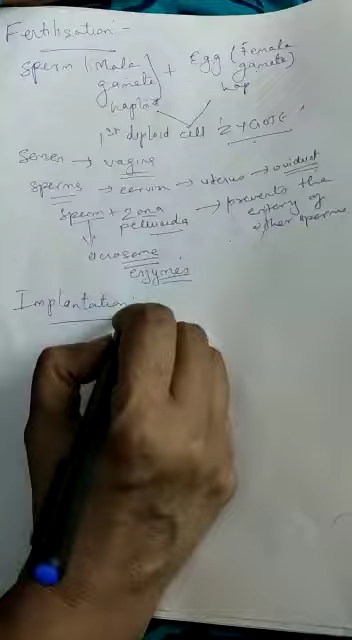 Fertilisation -
Sperm (Male gamete) + Egg (Female gamete)
haploid hap
1st diploid cell ZYGOTE
Semen → vagina
Sperms → cervix → uterus → oviduct
Sperm + Zona pellucida → prevents the entery of other sperms
acrosome
enzymes
Implantation